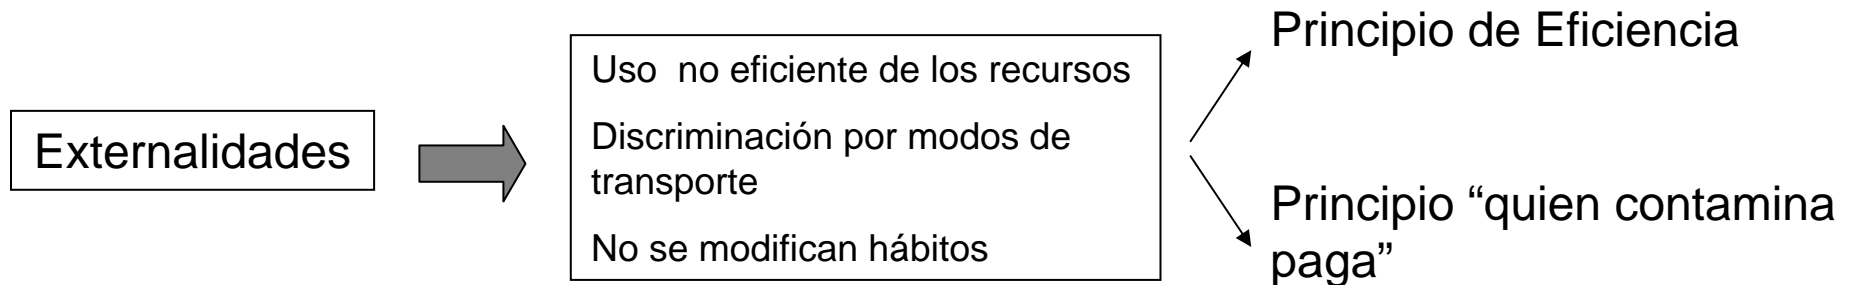 Externalidades
Uso no eficiente de los recursos
Discriminación por modos de
transporte
No se modifican hábitos
Principio de Eficiencia
Principio “quien contamina
paga”